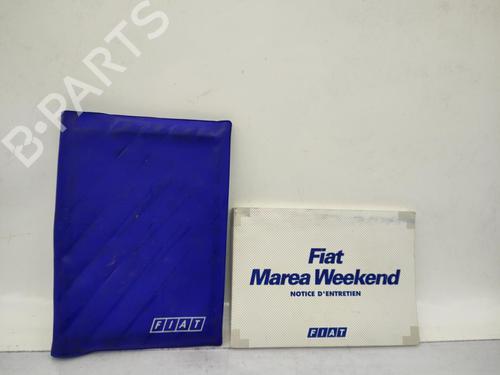 B-PARTS
FIAT
Fiat
Marea Weekend
NOTICE D'ENTRETIEN
FIAT